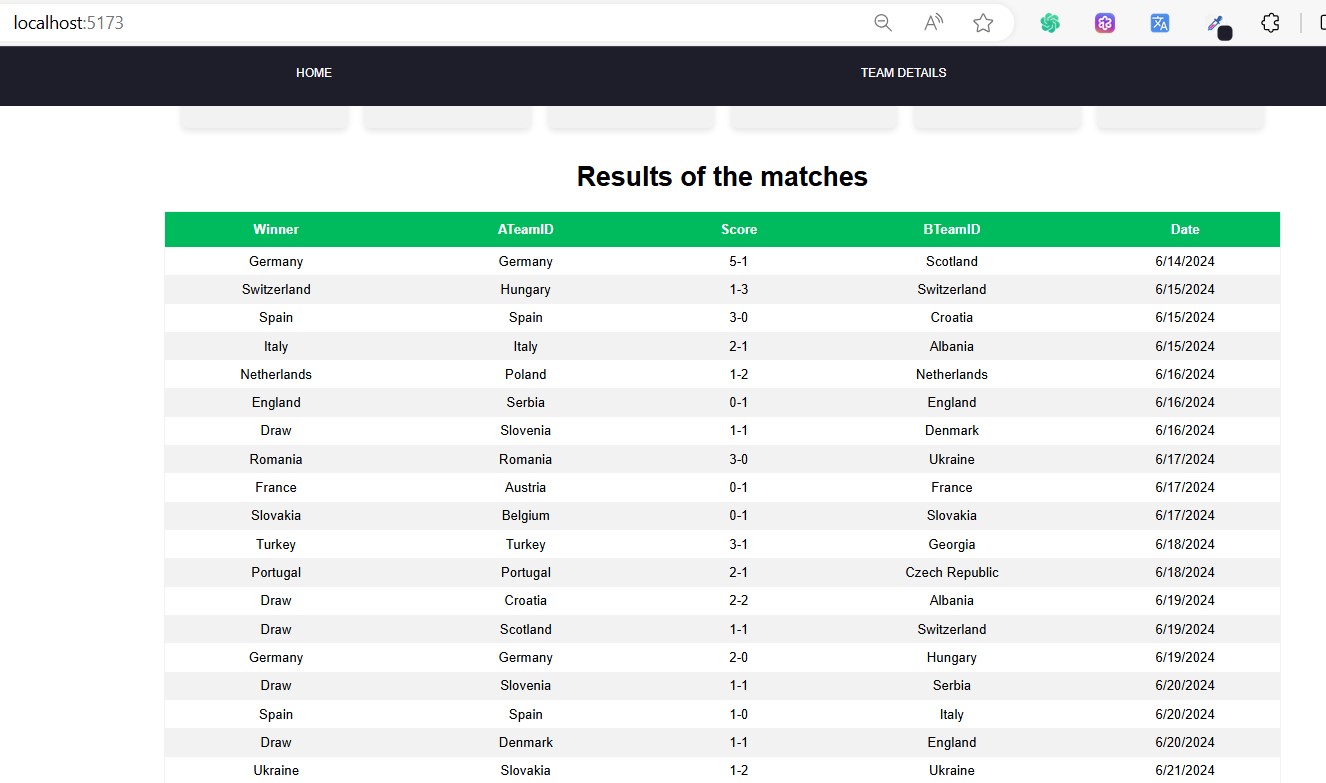 localhost:5173
HOME TEAM DETAILS
Results of the matches
Winner ATeamID Score BTeamID Date
Germany Germany 5-1 Scotland 6/14/2024
Switzerland Hungary 1-3 Switzerland 6/15/2024
Spain Spain 3-0 Croatia 6/15/2024
Italy Italy 2-1 Albania 6/15/2024
Netherlands Poland 1-2 Netherlands 6/16/2024
England Serbia 0-1 England 6/16/2024
Draw Slovenia 1-1 Denmark 6/16/2024
Romania Romania 3-0 Ukraine 6/17/2024
France Austria 0-1 France 6/17/2024
Slovakia Belgium 0-1 Slovakia 6/17/2024
Turkey Turkey 3-1 Georgia 6/18/2024
Portugal Portugal 2-1 Czech Republic 6/18/2024
Draw Croatia 2-2 Albania 6/19/2024
Draw Scotland 1-1 Switzerland 6/19/2024
Germany Germany 2-0 Hungary 6/19/2024
Draw Slovenia 1-1 Serbia 6/20/2024
Spain Spain 1-0 Italy 6/20/2024
Draw Denmark 1-1 England 6/20/2024
Ukraine Slovakia 1-2 Ukraine 6/21/2024